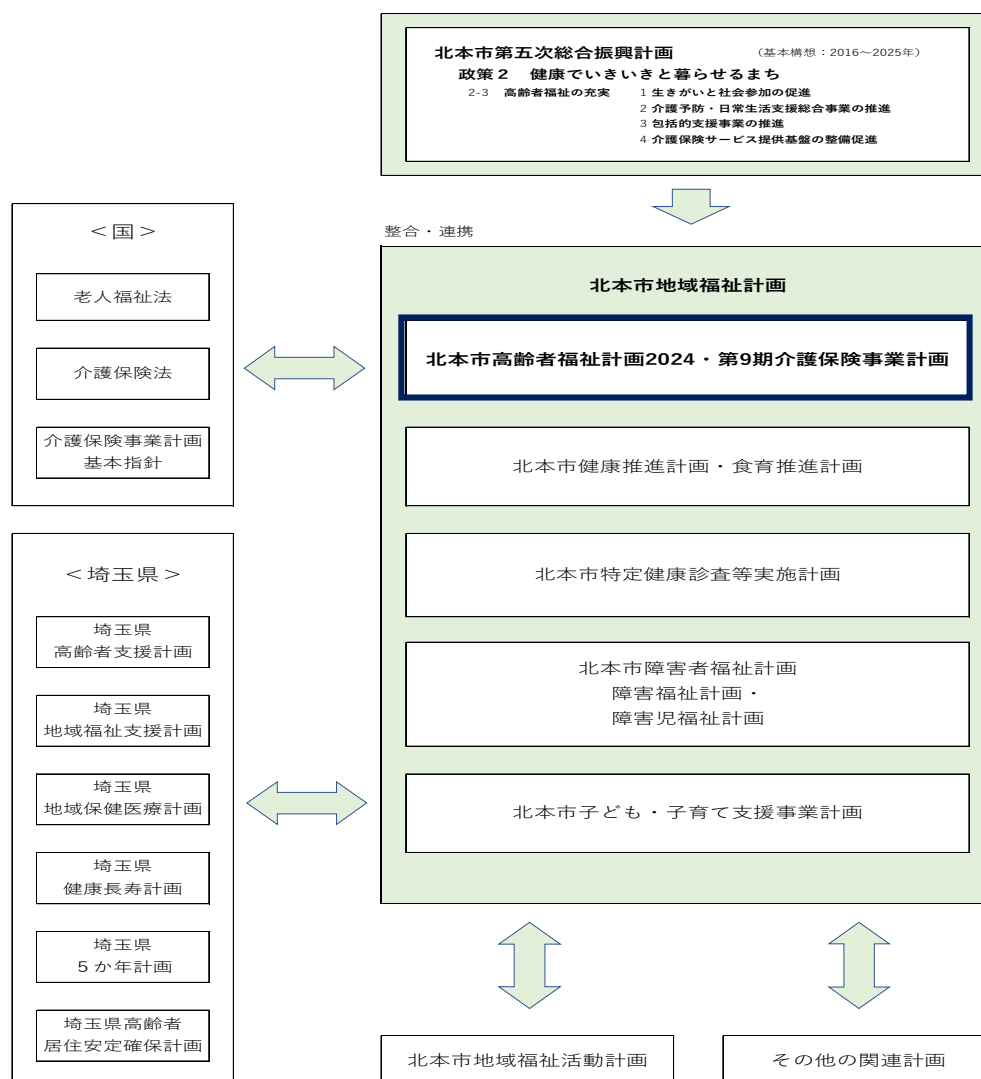 北本市第五次総合振興計画 (基本構想：2016～2025年)
政策２　健康でいきいきと暮らせるまち
2-3 高齢者福祉の充実 1 生きがいと社会参加の促進
2 介護予防・日常生活支援総合事業の推進
3 包括的支援事業の推進
4 介護保険サービス提供基盤の整備促進
＜国＞
老人福祉法
介護保険法
介護保険事業計画
基本指針
＜埼玉県＞
埼玉県
高齢者支援計画
埼玉県
地域福祉支援計画
埼玉県
地域保健医療計画
埼玉県
健康長寿計画
埼玉県
５か年計画
埼玉県高齢者
居住安定確保計画
整合・連携
北本市地域福祉計画
北本市高齢者福祉計画2024・第9期介護保険事業計画
北本市健康推進計画・食育推進計画
北本市特定健康診査等実施計画
北本市障害者福祉計画
障害福祉計画・
障害児福祉計画
北本市子ども・子育て支援事業計画
北本市地域福祉活動計画
その他の関連計画